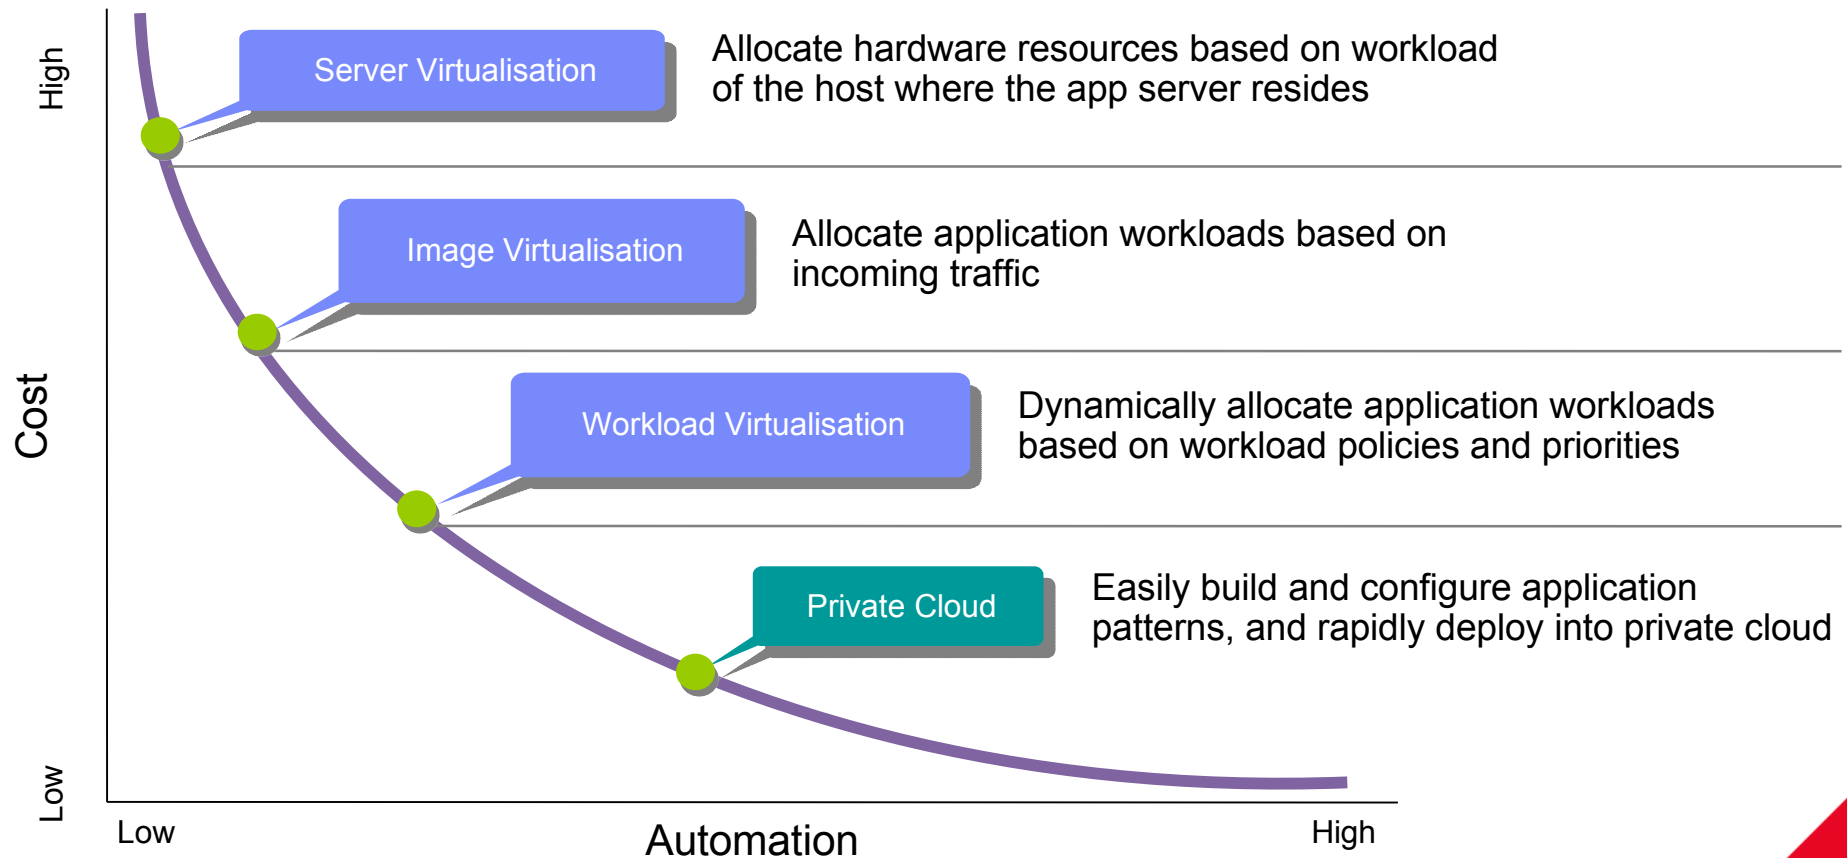 High
Server Virtualisation
Allocate hardware resources based on workload
of the host where the app server resides
Image Virtualisation
Allocate application workloads based on
incoming traffic
Cost
Workload Virtualisation
Dynamically allocate application workloads
based on workload policies and priorities
Private Cloud
Easily build and configure application
patterns, and rapidly deploy into private cloud
Low
Low
Automation
High